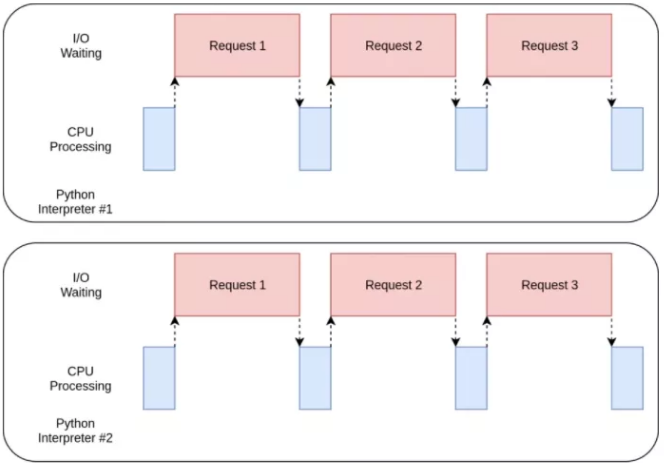 I/O
Waiting
Request 1
Request 2
Request 3
CPU
Processing
Python
Interpreter #1
I/O
Waiting
Request 1
Request 2
Request 3
CPU
Processing
Python
Interpreter #2